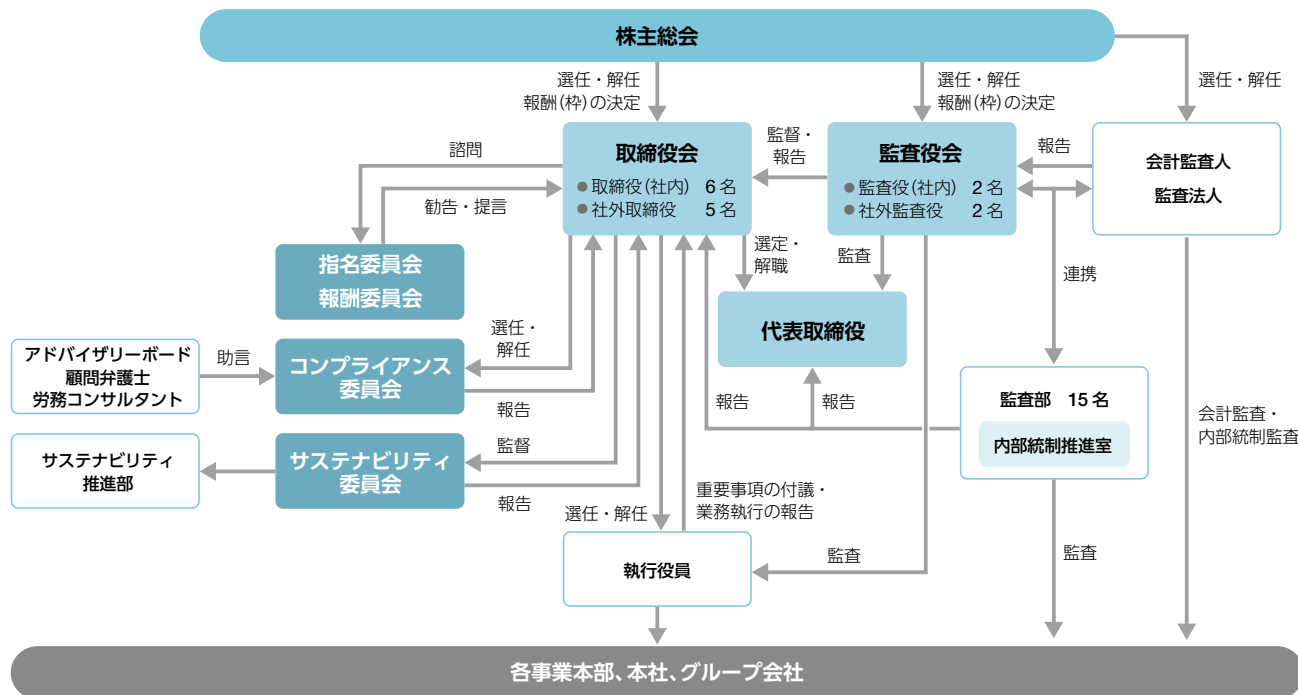 株主総会
選任・解任
報酬(枠)の決定
選任・解任
報酬(枠)の決定
選任・解任
取締役会
● 取締役(社内) 6名
● 社外取締役 5名
監督・
報告
監査役会
● 監査役(社内) 2名
● 社外監査役 2名
報告
会計監査人
監査法人
諮問
勧告・提言
指名委員会
報酬委員会
選定・
解職
監査
連携
代表取締役
アドバイザリーボード
顧問弁護士
労務コンサルタント
助言
コンプライアンス
委員会
選任・
解任
報告
報告
報告
監査部 15名
内部統制推進室
会計監査・
内部統制監査
サステナビリティ
推進部
サステナビリティ
委員会
監督
報告
選任・解任
重要事項の付議・
業務執行の報告
執行役員
監査
監査
各事業本部、本社、グループ会社